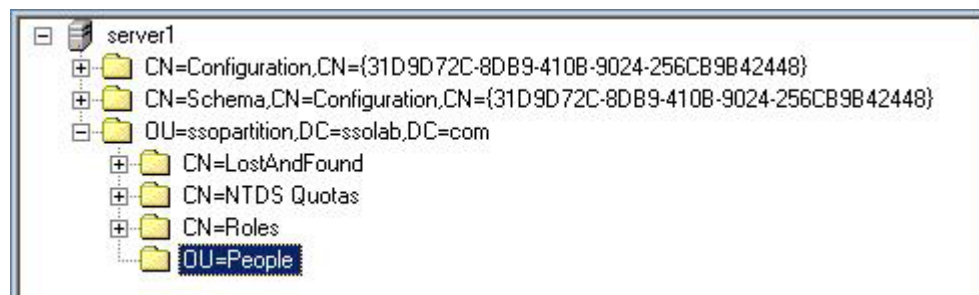 server1
CN=Configuration,CN={31D9D72C-8DB9-410B-9024-256CB9B42448}
CN=Schema,CN=Configuration,CN={31D9D72C-8DB9-410B-9024-256CB9B42448}
OU=ssopartition,DC=ssolab,DC=com
CN=LostAndFound
CN=NTDS Quotas
CN=Roles
OU=People